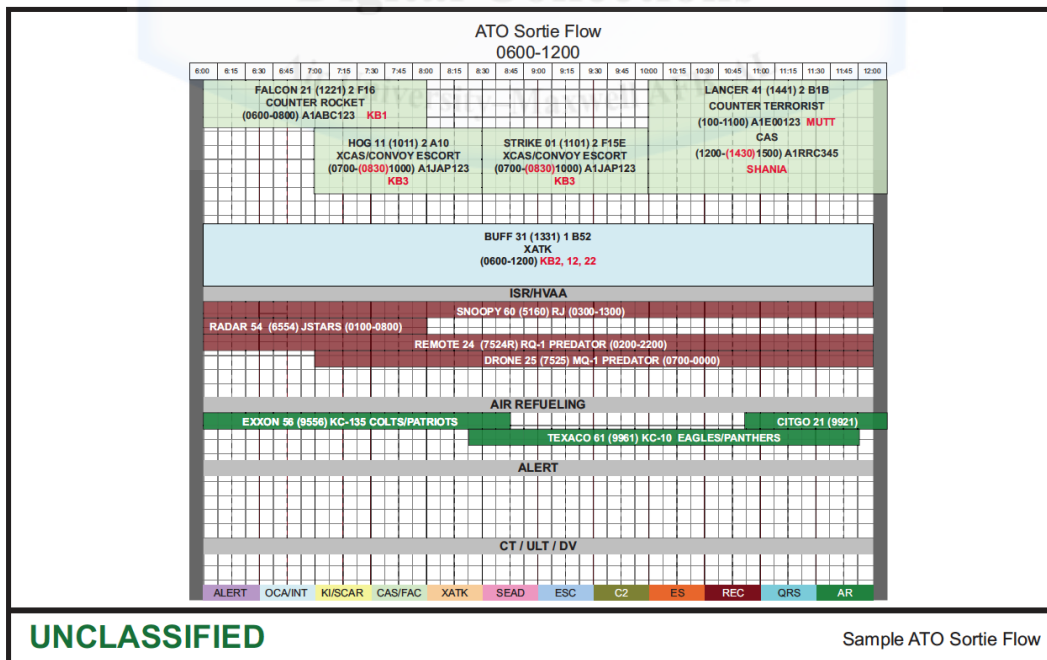 Digital Collections
Air University, Maxwell AFB, AL
ATO Sortie Flow
0600-1200
6:00 6:15 6:30 6:45 7:00 7:15 7:30 7:45 8:00 8:15 8:30 8:45 9:00 9:15 9:30 9:45 10:00 10:15 10:30 10:45 11:00 11:15 11:30 11:45 12:00
FALCON 21 (1221) 2 F16
COUNTER ROCKET
(0600-0800) A1ABC123 KB1
LANCER 41 (1441) 2 B1B
COUNTER TERRORIST
(100-1100) A1E00123 MUTT
CAS
(1200-(1430)1500) A1RRC345
SHANIA
HOG 11 (1011) 2 A10
XCAS/CONVOY ESCORT
(0700-(0830)1000) A1JAP123
KB3
STRIKE 01 (1101) 2 F15E
XCAS/CONVOY ESCORT
(0700-(0830)1000) A1JAP123
KB3
BUFF 31 (1331) 1 B52
XATK
(0600-1200) KB2, 12, 22
ISR/HVAA
SNOOPY 60 (5160) RJ (0300-1300)
RADAR 54 (6554) JSTARS (0100-0800)
REMOTE 24 (7524R) RQ-1 PREDATOR (0200-2200)
DRONE 25 (7525) MQ-1 PREDATOR (0700-0000)
AIR REFUELING
EXXON 56 (9556) KC-135 COLTS/PATRIOTS
CITGO 21 (9921)
TEXACO 61 (9961) KC-10 EAGLES/PANTHERS
ALERT
CT / ULT / DV
ALERT OCA/INT KI/SCAR CAS/FAC XATK SEAD ESC C2 ES REC QRS AR
UNCLASSIFIED
Sample ATO Sortie Flow